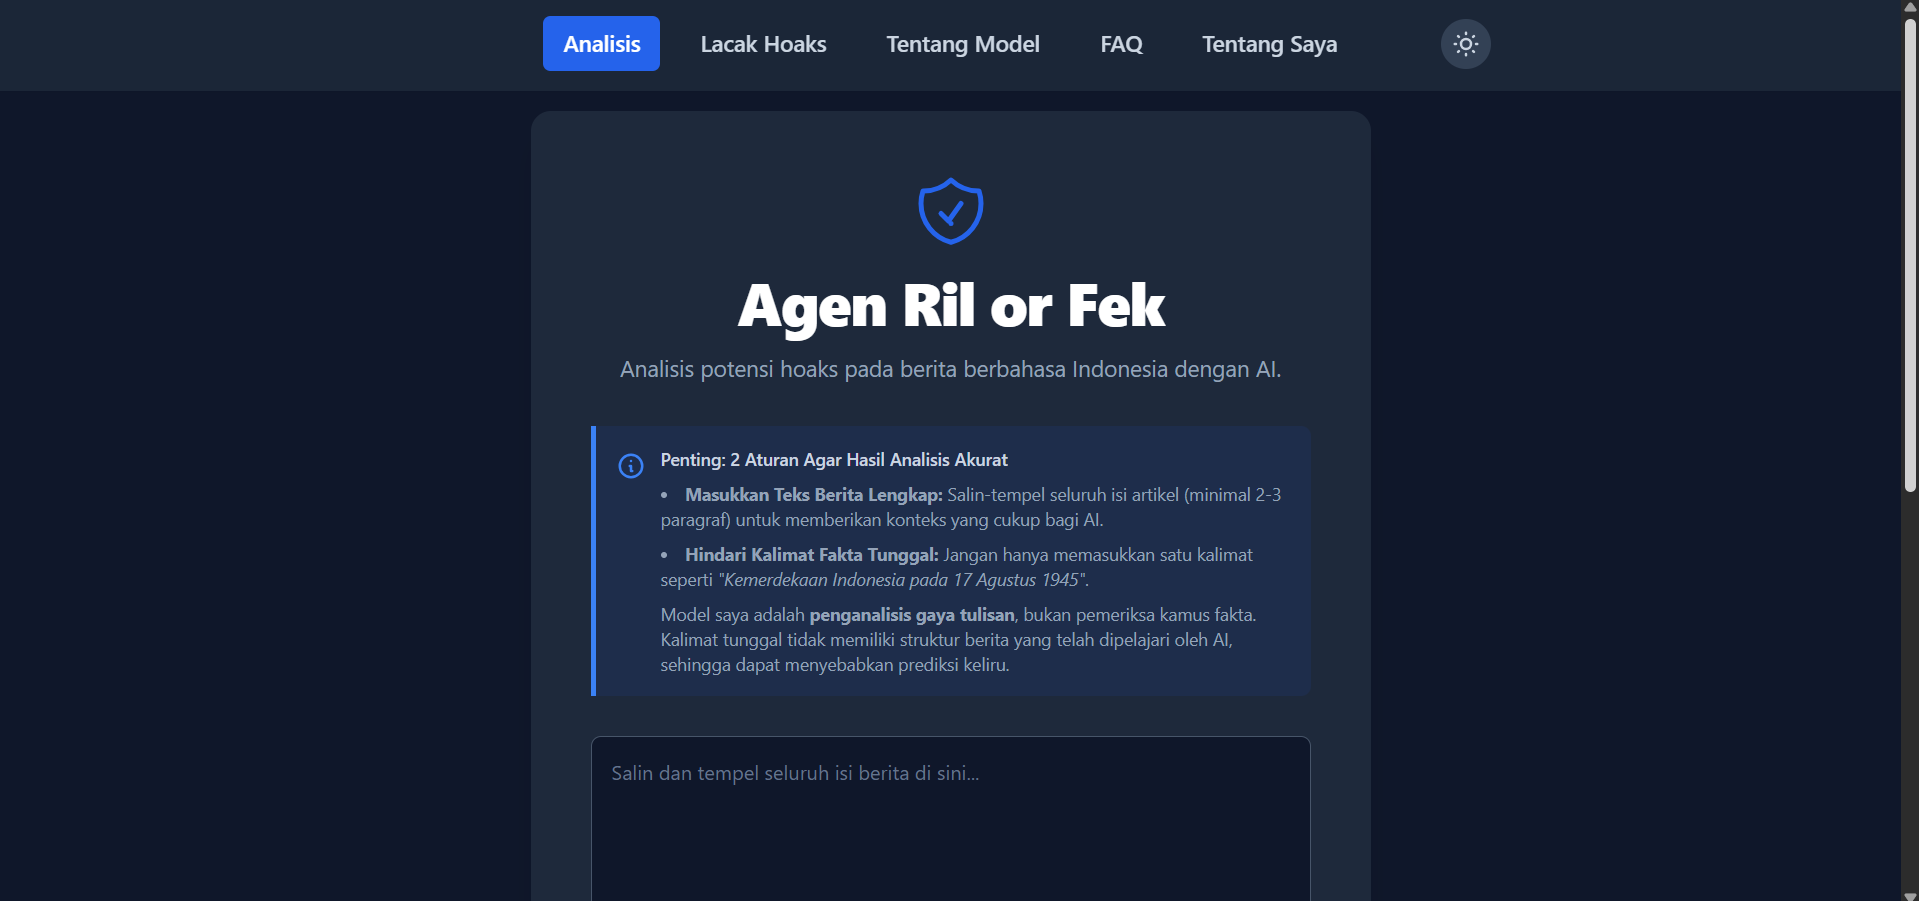 Analisis
Lacak Hoaks
Tentang Model
FAQ
Tentang Saya
Agen Ril or Fek
Analisis potensi hoaks pada berita berbahasa Indonesia dengan AI.
Penting: 2 Aturan Agar Hasil Analisis Akurat
• Masukkan Teks Berita Lengkap: Salin-tempel seluruh isi artikel (minimal 2-3
paragraf) untuk memberikan konteks yang cukup bagi AI.
• Hindari Kalimat Fakta Tunggal: Jangan hanya memasukkan satu kalimat
seperti "Kemerdekaan Indonesia pada 17 Agustus 1945".
Model saya adalah penganalisis gaya tulisan, bukan pemeriksa kamus fakta.
Kalimat tunggal tidak memiliki struktur berita yang telah dipelajari oleh AI,
sehingga dapat menyebabkan prediksi keliru.
Salin dan tempel seluruh isi berita di sini...